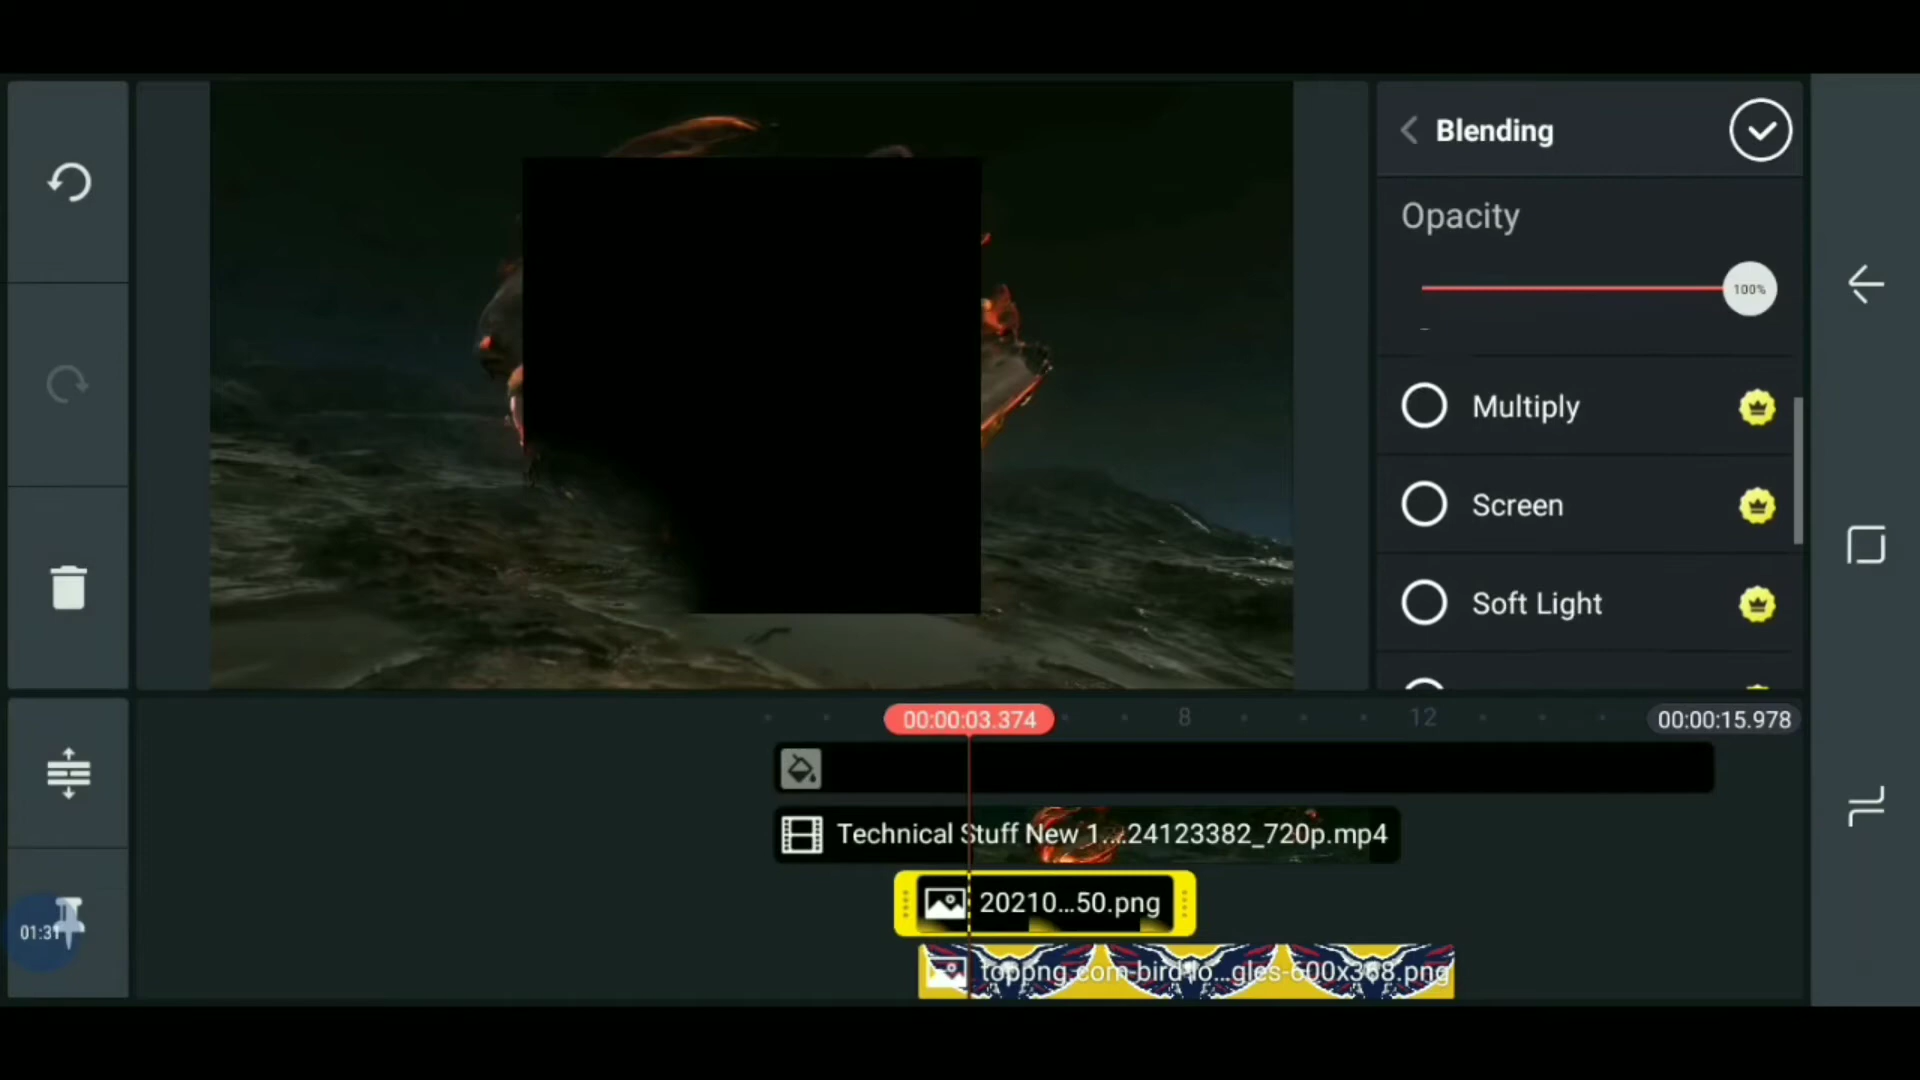 Blending
Opacity
100%
Multiply
Screen
Soft Light
00:00:03.374
8
12
00:00:15.978
Technical Stuff New 1....24123382_720p.mp4
20210...50.png
01:31
toppng.com-bird-lo...gles-600x368.png